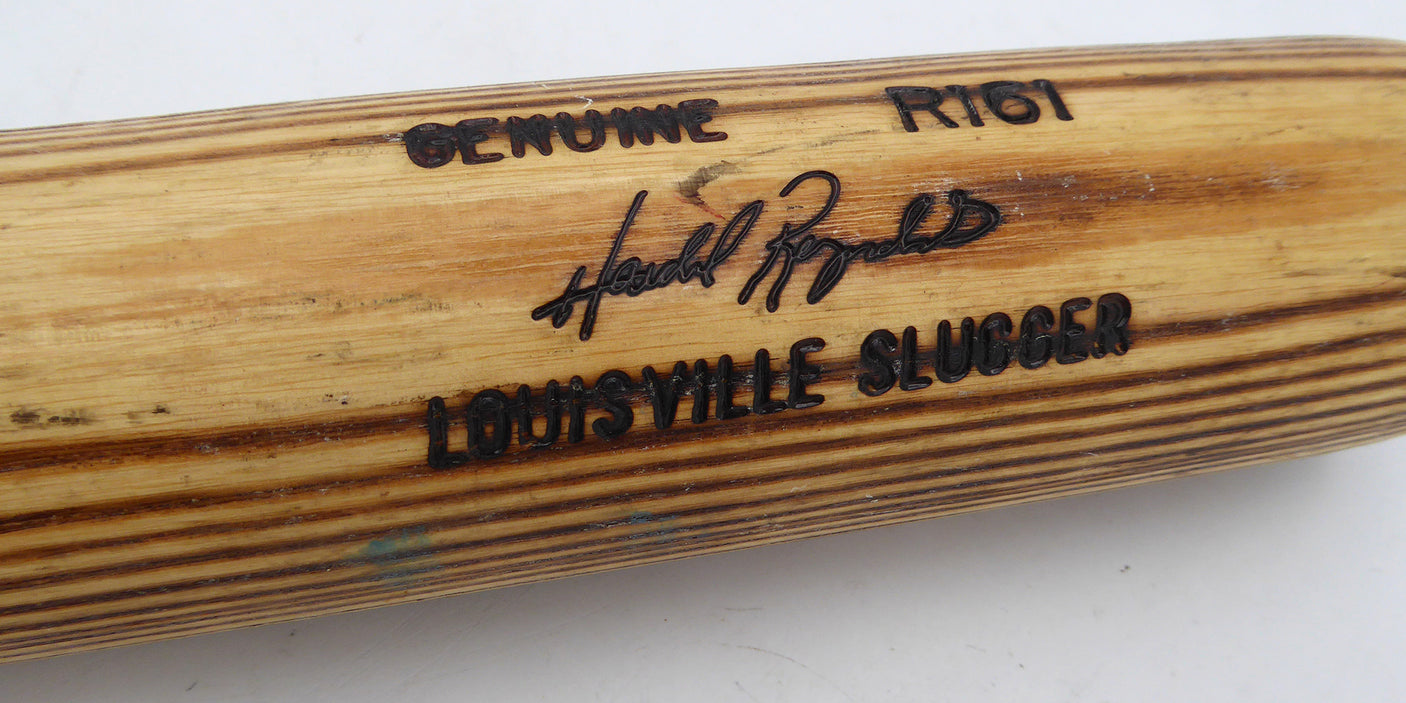 GENUINE R161
Harold Reynolds
LOUISVILLE SLUGGER